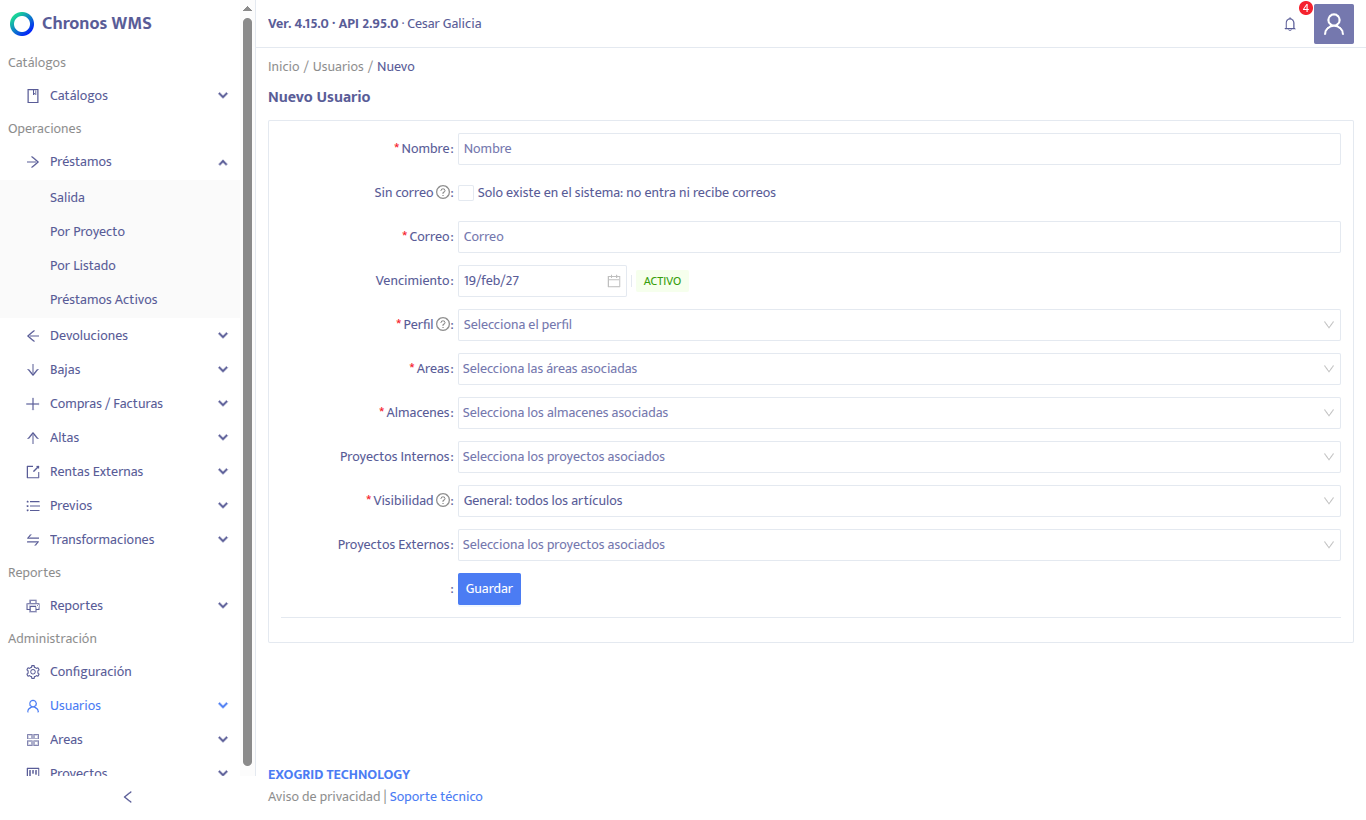 Chronos WMS
Catálogos
Catálogos
Operaciones
Préstamos
Salida
Por Proyecto
Por Listado
Préstamos Activos
Devoluciones
Bajas
Compras / Facturas
Altas
Rentas Externas
Previos
Transformaciones
Reportes
Reportes
Administración
Configuración
Usuarios
Areas
Proyectos
Ver. 4.15.0 · API 2.95.0 · Cesar Galicia
4
Inicio / Usuarios / Nuevo
Nuevo Usuario
* Nombre: Nombre
Sin correo ?: Solo existe en el sistema: no entra ni recibe correos
* Correo: Correo
Vencimiento: 19/feb/27 ACTIVO
* Perfil ?: Selecciona el perfil
* Areas: Selecciona las áreas asociadas
* Almacenes: Selecciona los almacenes asociadas
Proyectos Internos: Selecciona los proyectos asociados
* Visibilidad ?: General: todos los artículos
Proyectos Externos: Selecciona los proyectos asociados
: Guardar
EXOGRID TECHNOLOGY
Aviso de privacidad | Soporte técnico